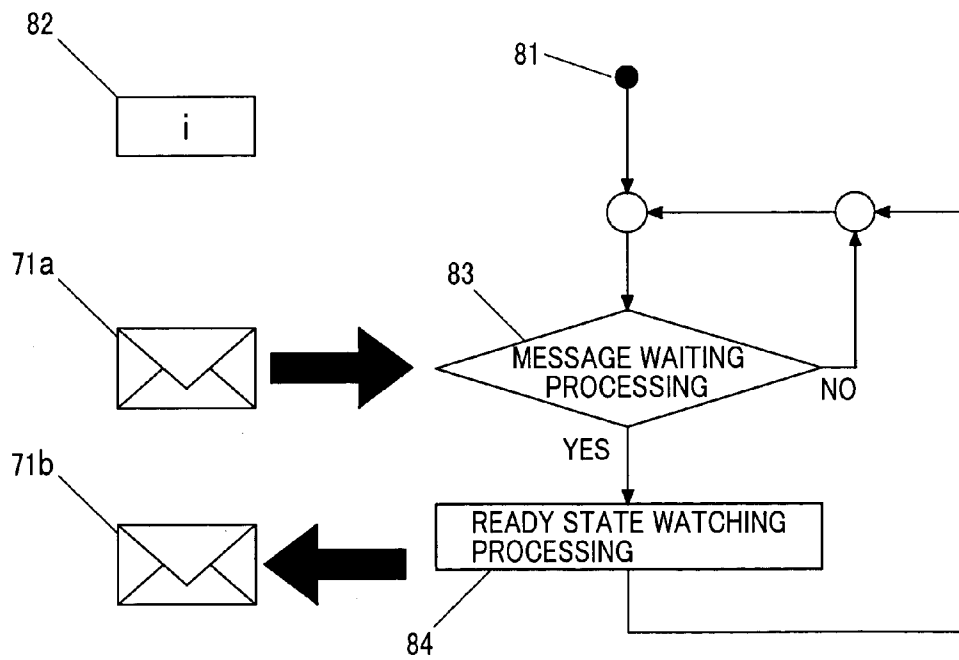 82
i
81
71a
83
MESSAGE WAITING
PROCESSING
NO
YES
71b
READY STATE WATCHING
PROCESSING
84